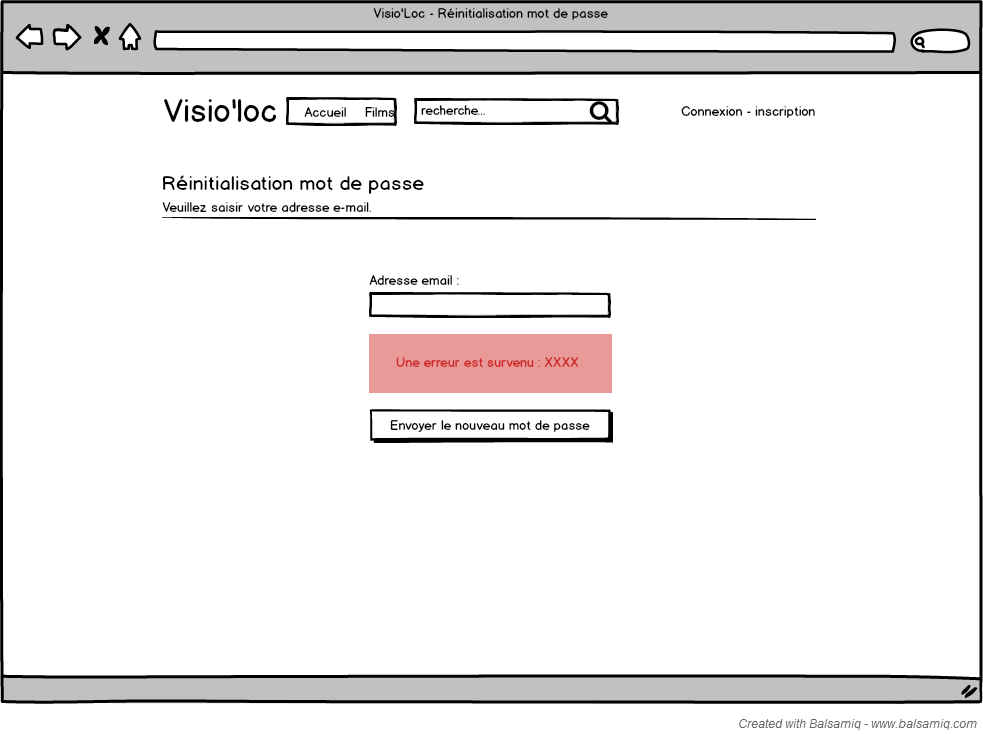 Visio'Loc - Réinitialisation mot de passe
Visio'loc
Accueil Films
recherche...
Connexion - inscription
Réinitialisation mot de passe
Veuillez saisir votre adresse e-mail.
Adresse email :
Une erreur est survenu : XXXX
Envoyer le nouveau mot de passe
Created with Balsamiq - www.balsamiq.com